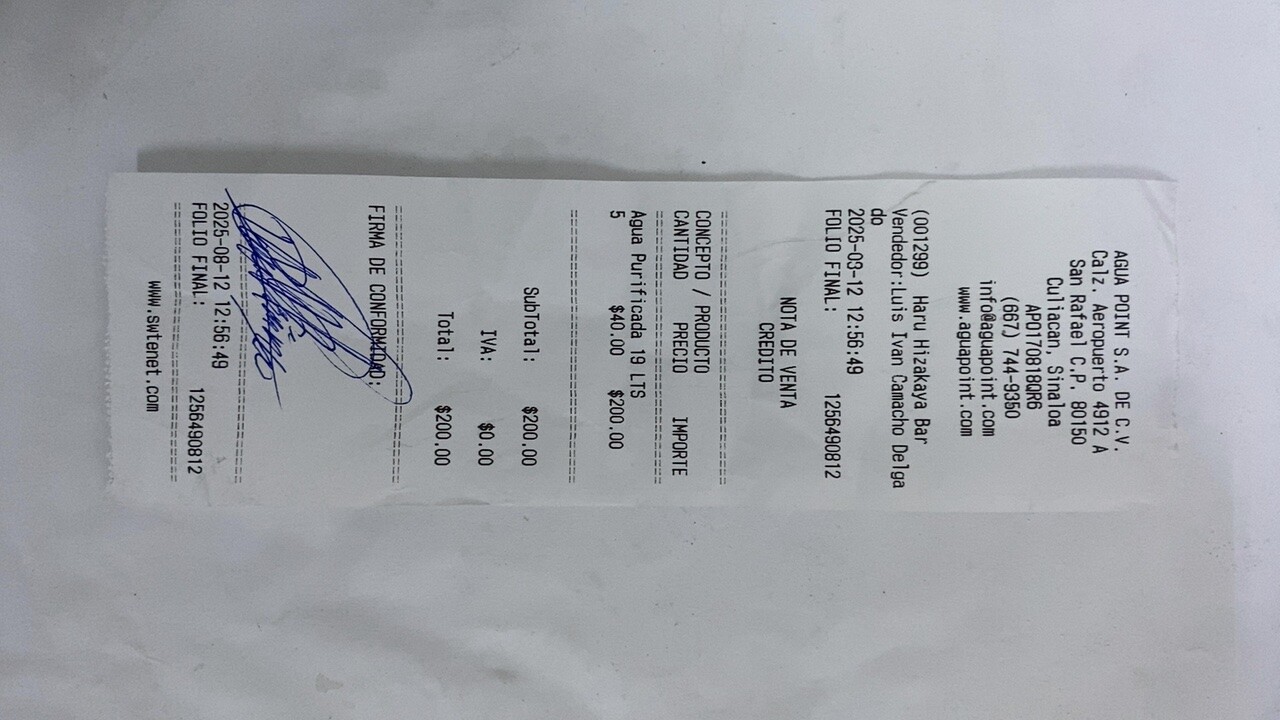 AGUA POINT S.A. DE C.V.
Calz. Aeropuerto 4912 A
San Rafael C.P. 80150
Culiacan, Sinaloa
APO170818QR6
(667) 744-9350
info@aguapoint.com
www.aguapoint.com
(001299) Haru Hizakaya Bar
Vendedor:Luis Ivan Camacho Delga
do
2025-03-12 12:56:49
FOLIO FINAL: 1256490812
NOTA DE VENTA
CREDITO
CONCEPTO / PRODUCTO
CANTIDAD PRECIO IMPORTE
Agua Purificada 19 LTS
5 $40.00 $200.00
SubTotal: $200.00
IVA: $0.00
Total: $200.00
FIRMA DE CONFORMIDAD:
2025-08-12 12:56:49
FOLIO FINAL: 1256490812
www.swtenet.com